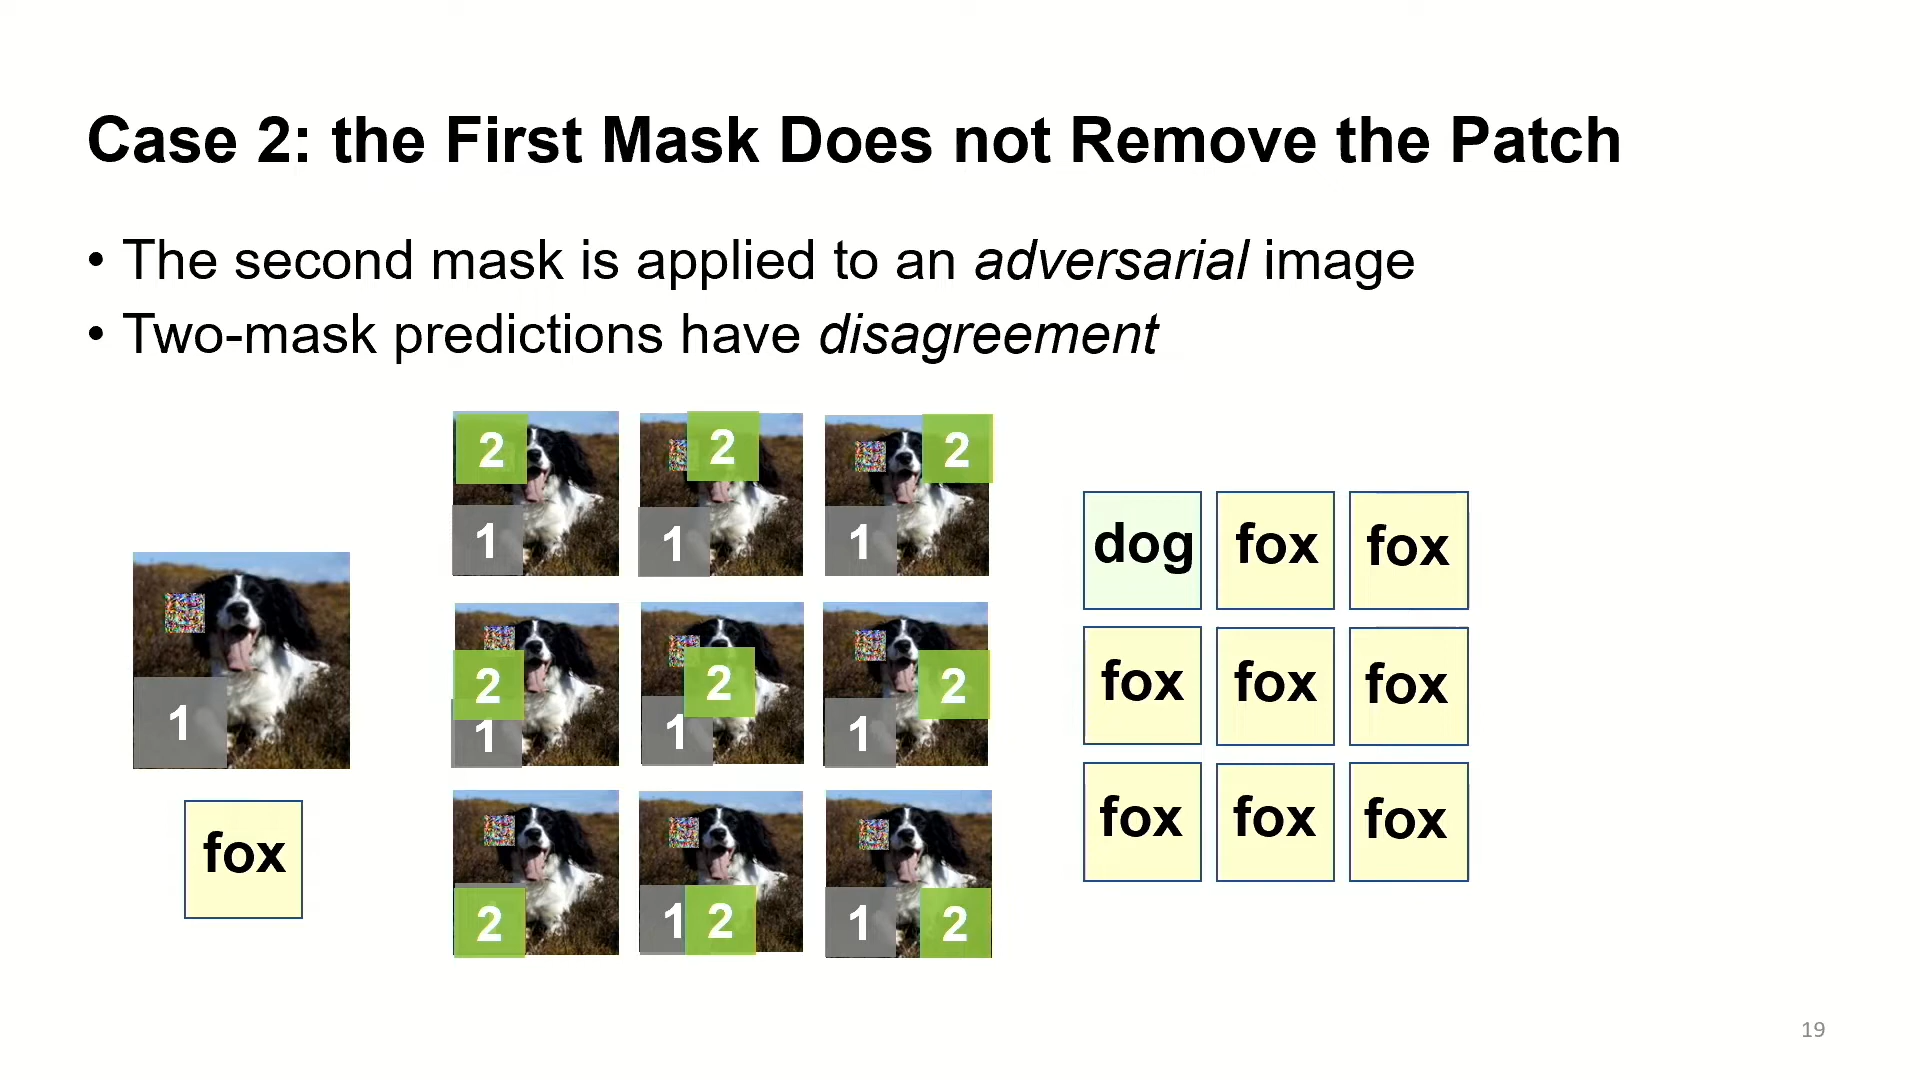 Case 2: the First Mask Does not Remove the Patch
• The second mask is applied to an adversarial image
• Two-mask predictions have disagreement
2 2 2
1 1 1
dog fox fox
1
2 2 2
1 1 1
fox fox fox
fox
2 1 2 1 2
fox fox fox
19